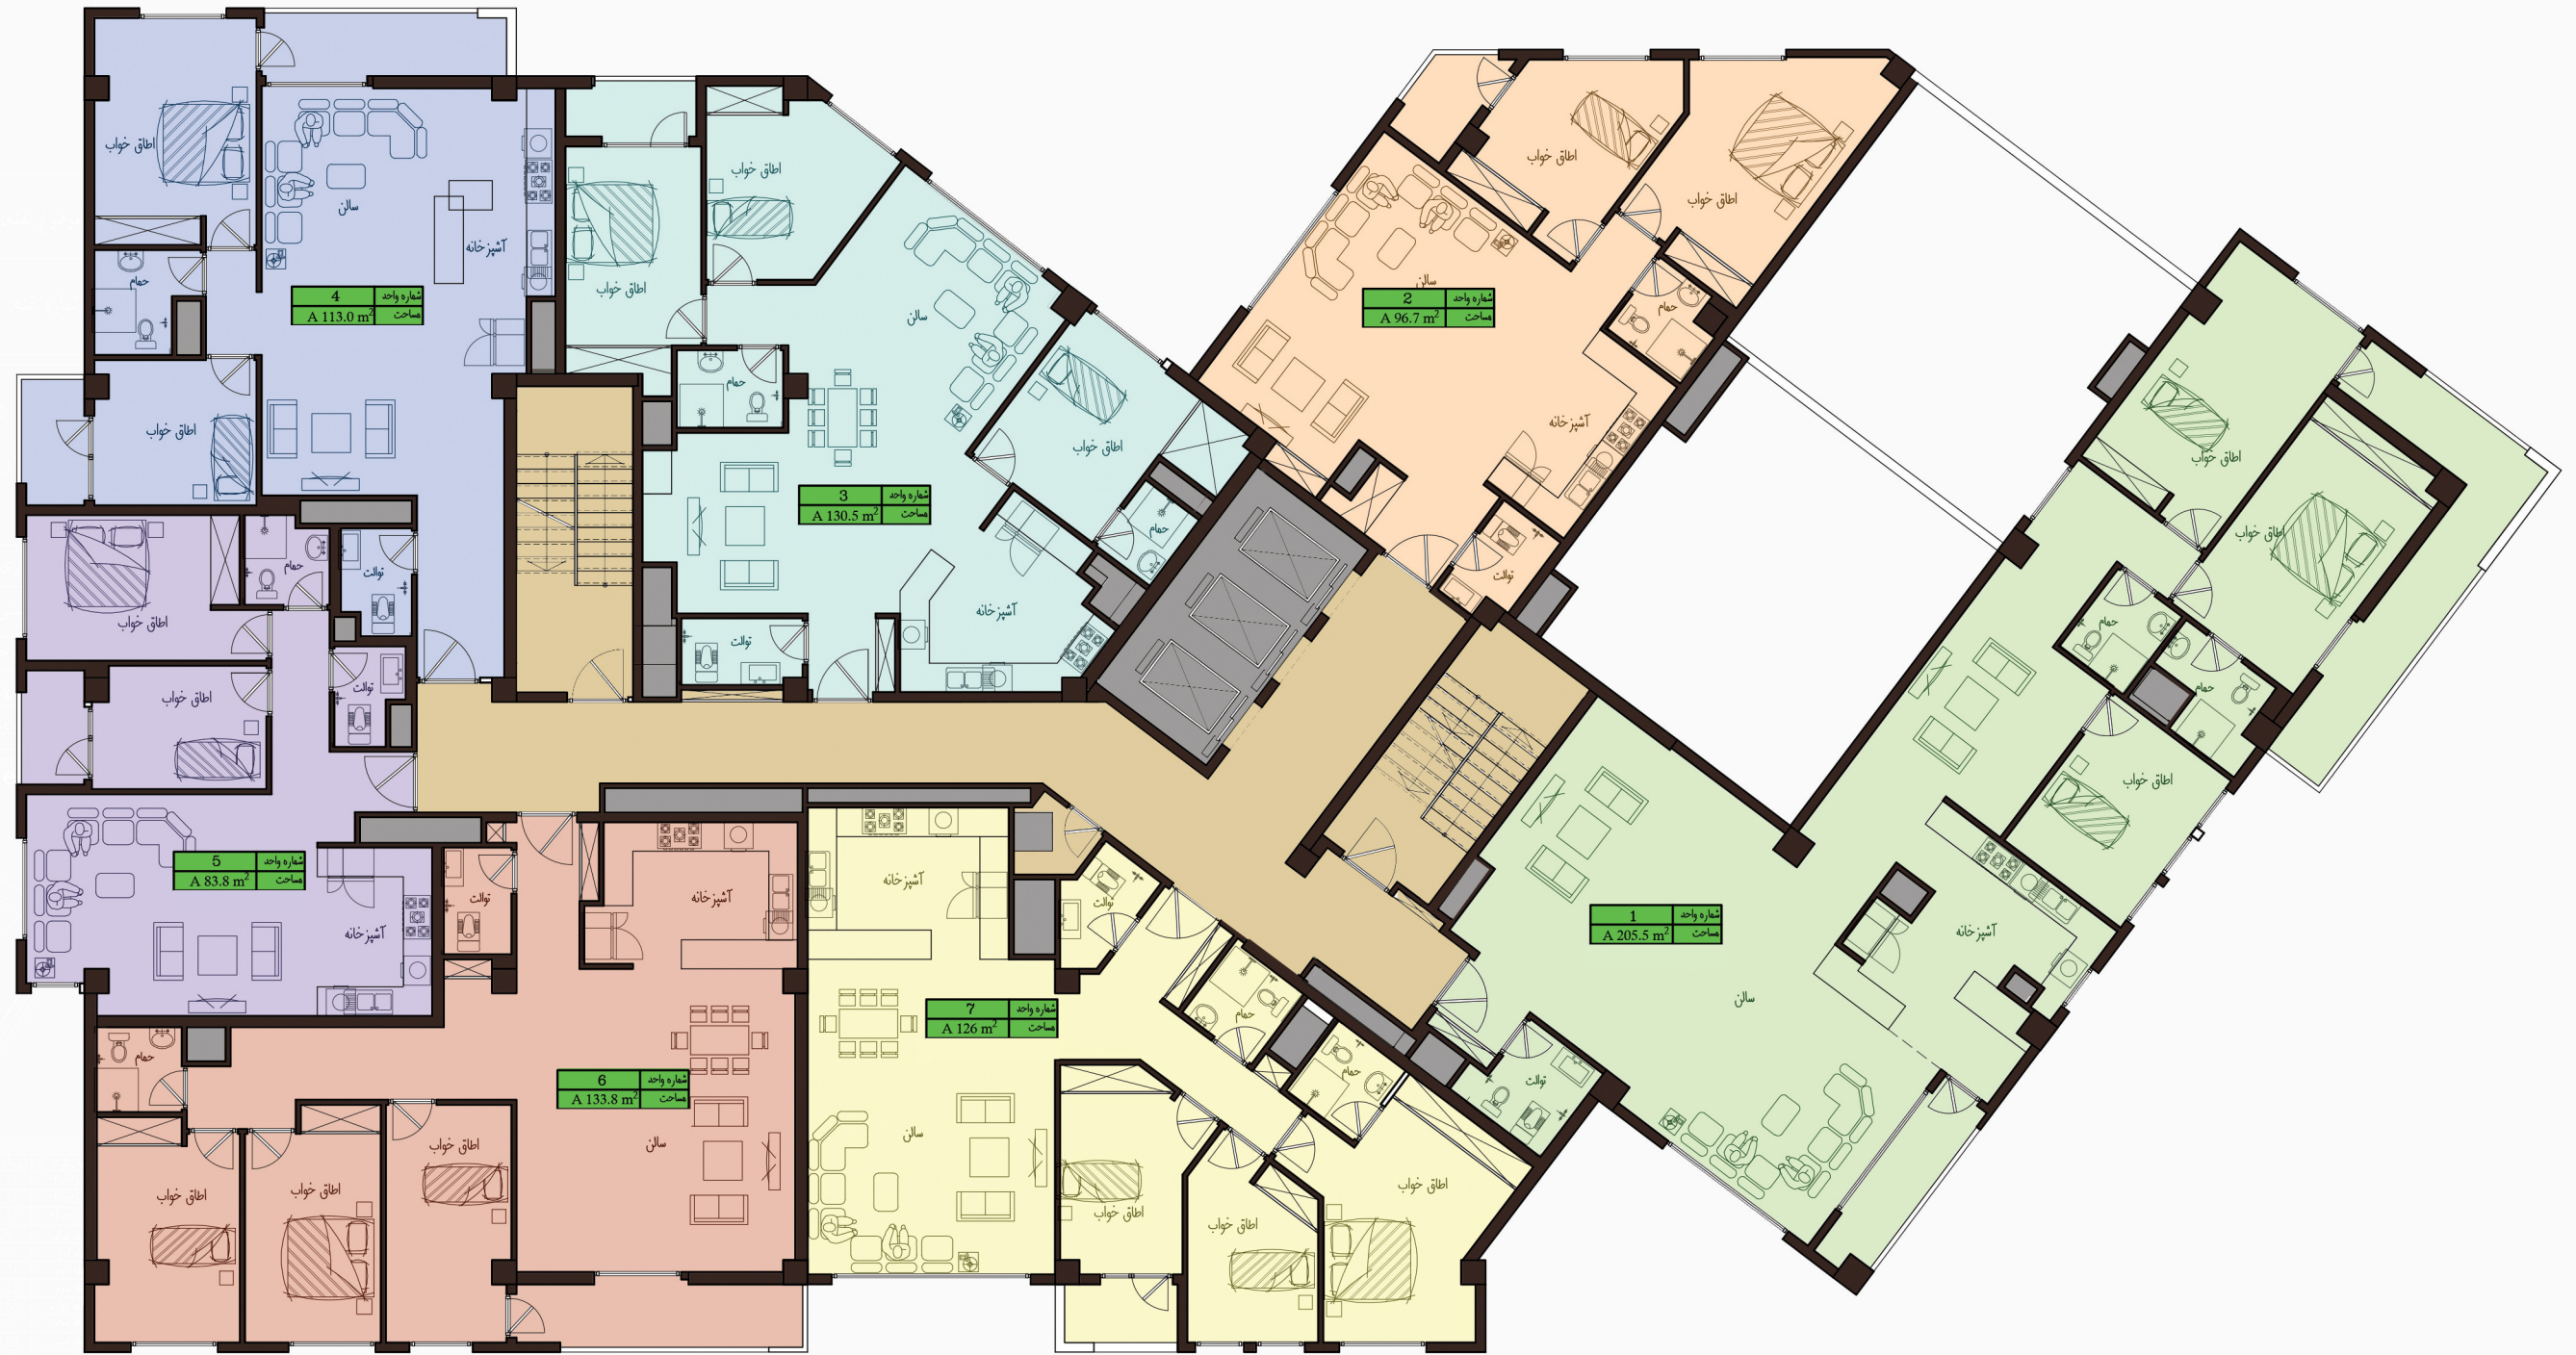 اطاق خواب
حمام
اطاق خواب
سالن
آشپزخانه
4 شماره واحد
A 113.0 m² مساحت
توالت
اطاق خواب
اطاق خواب
سالن
حمام
اطاق خواب
حمام
3 شماره واحد
A 130.5 m² مساحت
آشپزخانه
توالت
اطاق خواب
اطاق خواب
سالن
2 شماره واحد
A 96.7 m² مساحت
حمام
آشپزخانه
توالت
اطاق خواب
اطاق خواب
حمام
حمام
اطاق خواب
1 شماره واحد
A 205.5 m² مساحت
آشپزخانه
سالن
توالت
اطاق خواب
حمام
توالت
اطاق خواب
5 شماره واحد
A 83.8 m² مساحت
آشپزخانه
توالت
آشپزخانه
حمام
6 شماره واحد
A 133.8 m² مساحت
سالن
اطاق خواب
اطاق خواب
اطاق خواب
آشپزخانه
توالت
7 شماره واحد
A 126 m² مساحت
حمام
حمام
سالن
اطاق خواب
اطاق خواب
اطاق خواب